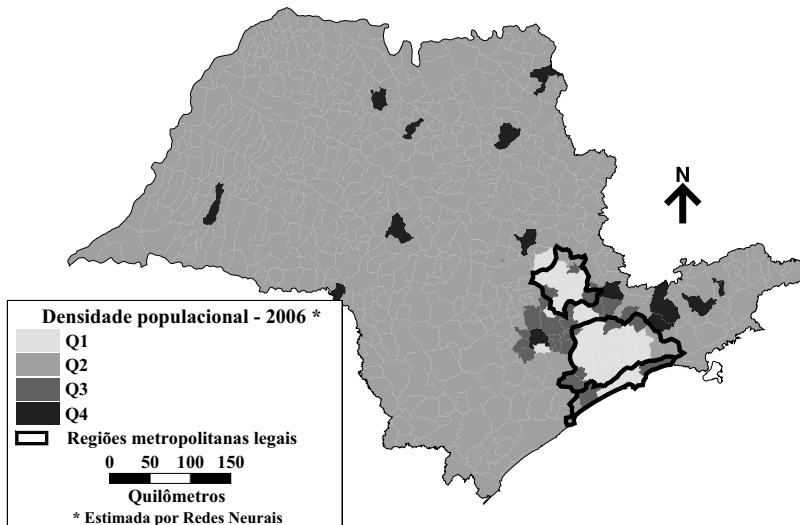 N
Densidade populacional - 2006 *
Q1
Q2
Q3
Q4
Regiões metropolitanas legais
0 50 100 150
Quilômetros
* Estimada por Redes Neurais